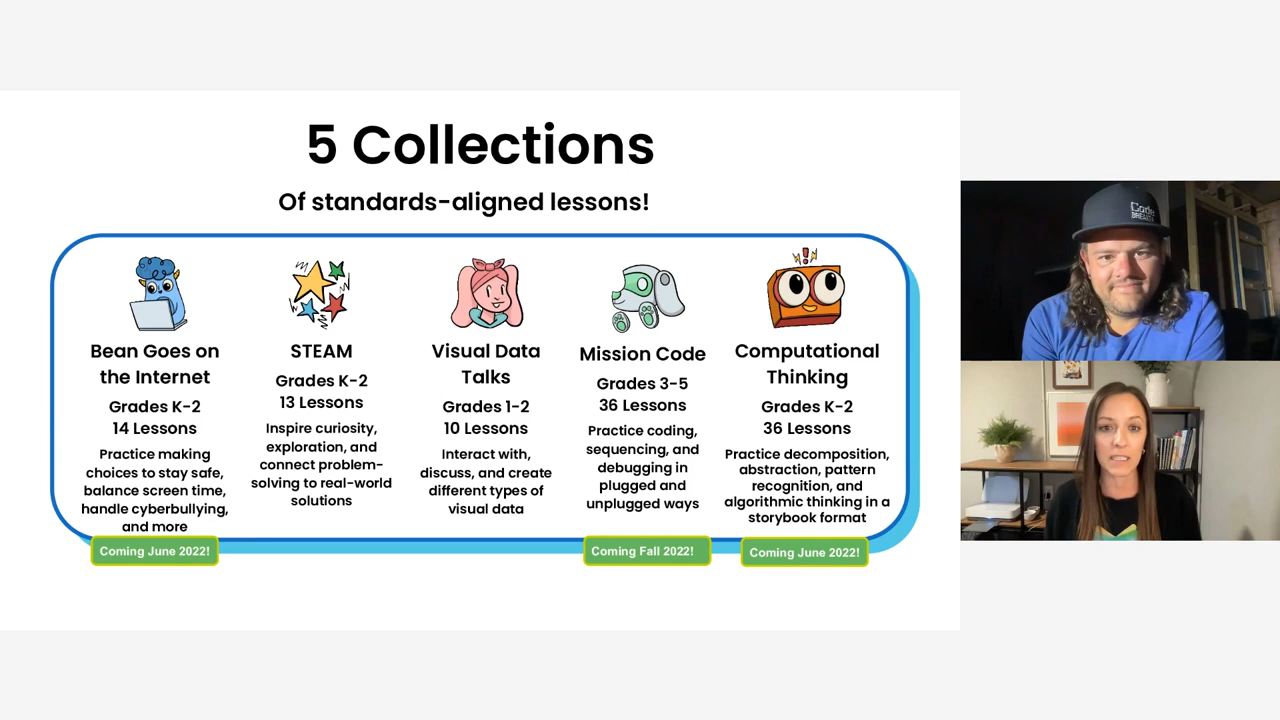 5 Collections
Of standards-aligned lessons!
Bean Goes on
the Internet
Grades K-2
14 Lessons
Practice making
choices to stay safe,
balance screen time,
handle cyberbullying,
and more
Coming June 2022!
STEAM
Grades K-2
13 Lessons
Inspire curiosity,
exploration, and
connect problem-
solving to real-world
solutions
Visual Data
Talks
Grades 1-2
10 Lessons
Interact with,
discuss, and create
different types of
visual data
Mission Code
Grades 3-5
36 Lessons
Practice coding,
sequencing, and
debugging in
plugged and
unplugged ways
Coming Fall 2022!
Computational
Thinking
Grades K-2
36 Lessons
Practice decomposition,
abstraction, pattern
recognition, and
algorithmic thinking in a
storybook format
Coming June 2022!
Code